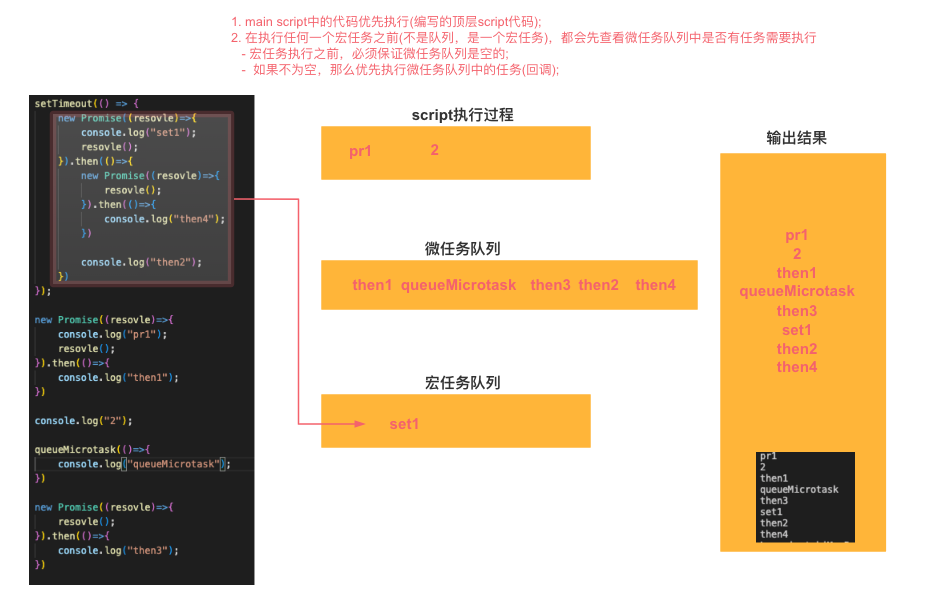 1. main script中的代码优先执行(编写的顶层script代码);
2. 在执行任何一个宏任务之前(不是队列，是一个宏任务)，都会先查看微任务队列中是否有任务需要执行
- 宏任务执行之前，必须保证微任务队列是空的;
- 如果不为空，那么优先执行微任务队列中的任务(回调);
setTimeout(() => {
new Promise((resovle)=>{
console.log("set1");
resovle();
}).then(()=>{
new Promise((resovle)=>{
resovle();
}).then(()=>{
console.log("then4");
})
console.log("then2");
})
});
new Promise((resovle)=>{
console.log("pr1");
resovle();
}).then(()=>{
console.log("then1");
})
console.log("2");
queueMicrotask(()=>{
console.log("queueMicrotask");
})
new Promise((resovle)=>{
resovle();
}).then(()=>{
console.log("then3");
})
script执行过程
pr1 2
微任务队列
then1 queueMicrotask then3 then2 then4
宏任务队列
set1
输出结果
pr1
2
then1
queueMicrotask
then3
set1
then2
then4
pr1
2
then1
queueMicrotask
then3
set1
then2
then4